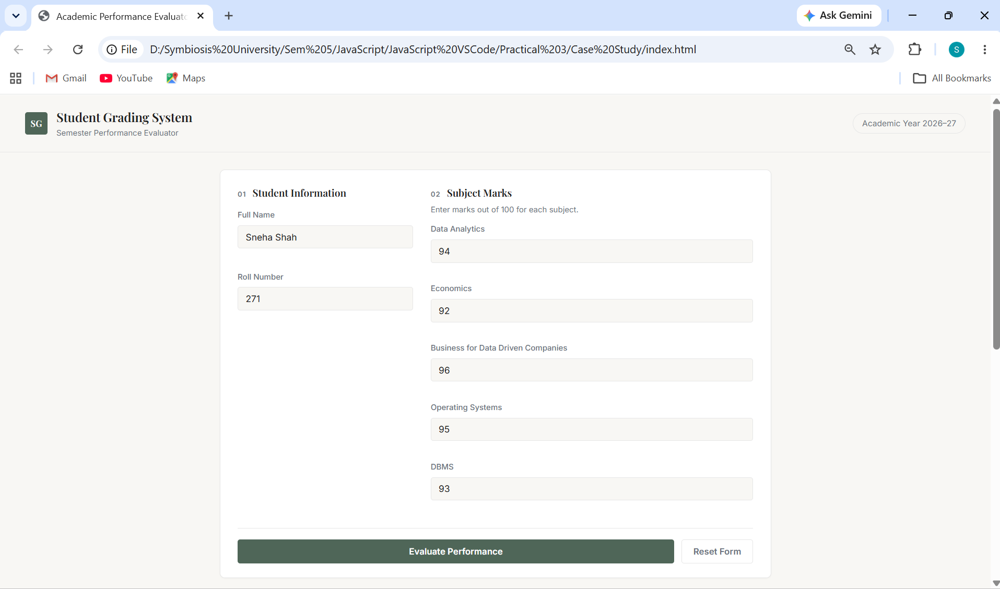 Academic Performance Evaluato
Ask Gemini
File
D:/Symbiosis%20University/Sem%205/JavaScript/JavaScript%20VSCode/Practical%203/Case%20Study/index.html
S
Gmail
YouTube
Maps
All Bookmarks
SG
Student Grading System
Semester Performance Evaluator
Academic Year 2026–27
01 Student Information
Full Name
Sneha Shah
Roll Number
271
02 Subject Marks
Enter marks out of 100 for each subject.
Data Analytics
94
Economics
92
Business for Data Driven Companies
96
Operating Systems
95
DBMS
93
Evaluate Performance
Reset Form